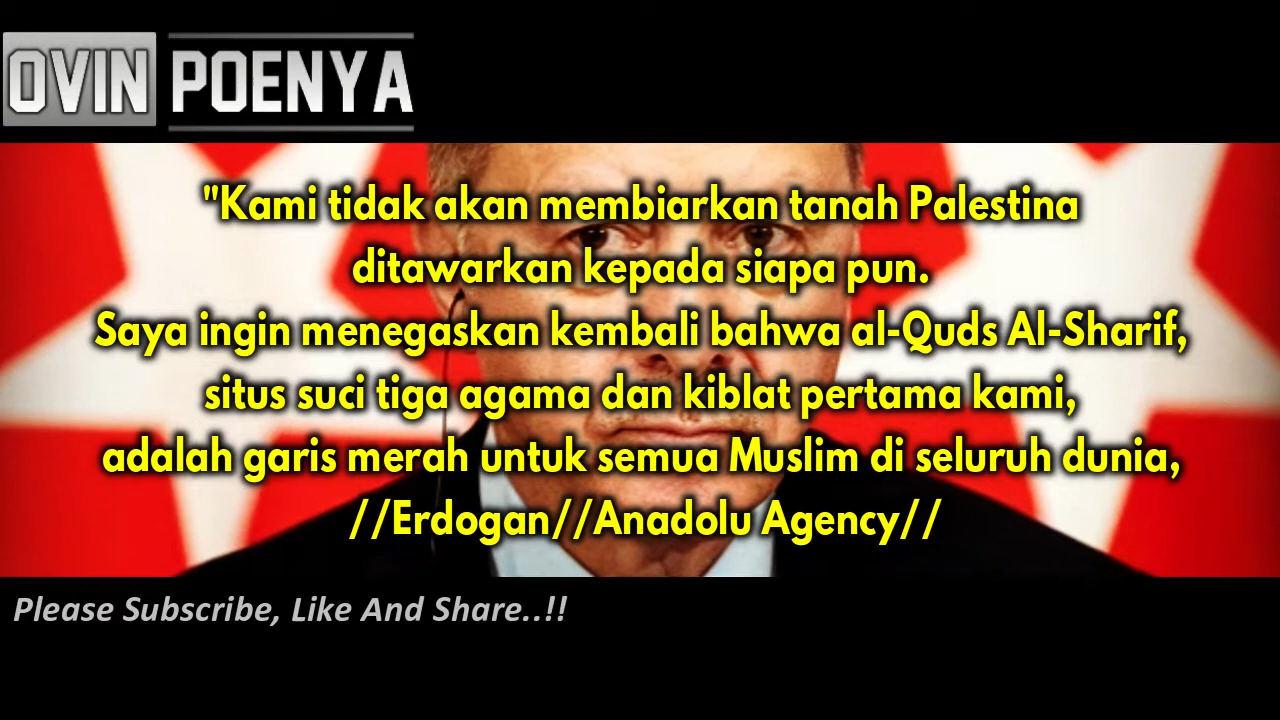 OVIN POENYA
"Kami tidak akan membiarkan tanah Palestina
ditawarkan kepada siapa pun.
Saya ingin menegaskan kembali bahwa al-Quds Al-Sharif,
situs suci tiga agama dan kiblat pertama kami,
adalah garis merah untuk semua Muslim di seluruh dunia,
//Erdogan//Anadolu Agency//
Please Subscribe, Like And Share..!!